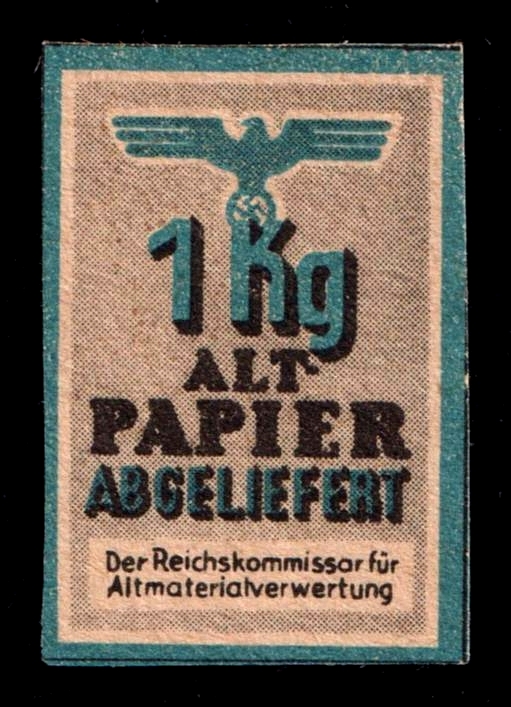 1 Kg
ALT-
PAPIER
ABGELIEFERT
Der Reichskommissar für
Altmaterialverwertung